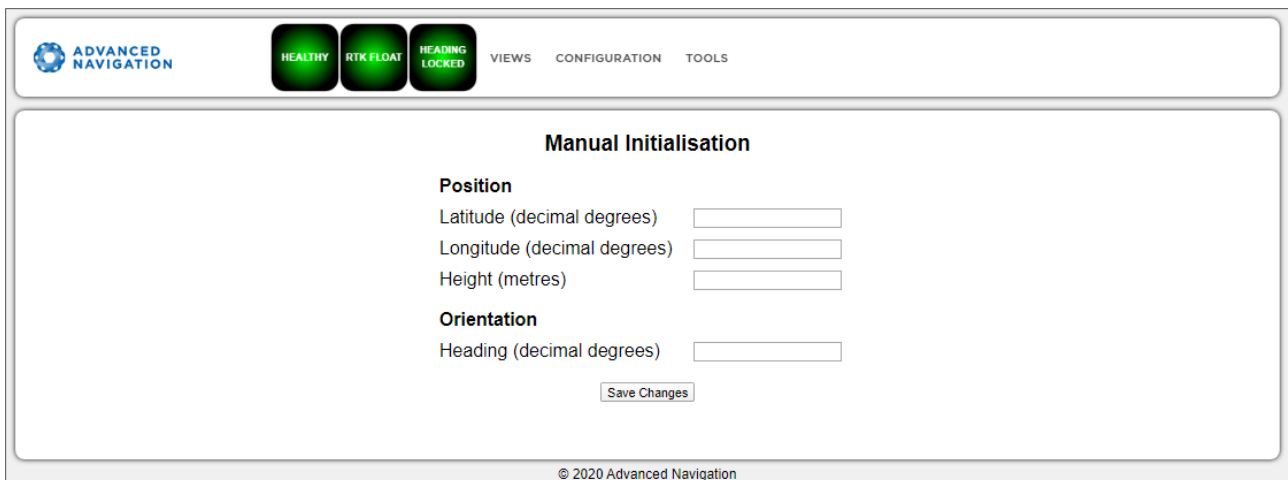 ADVANCED
NAVIGATION
HEALTHY
RTK FLOAT
HEADING
LOCKED
VIEWS CONFIGURATION TOOLS
Manual Initialisation
Position
Latitude (decimal degrees)
Longitude (decimal degrees)
Height (metres)
Orientation
Heading (decimal degrees)
Save Changes
© 2020 Advanced Navigation